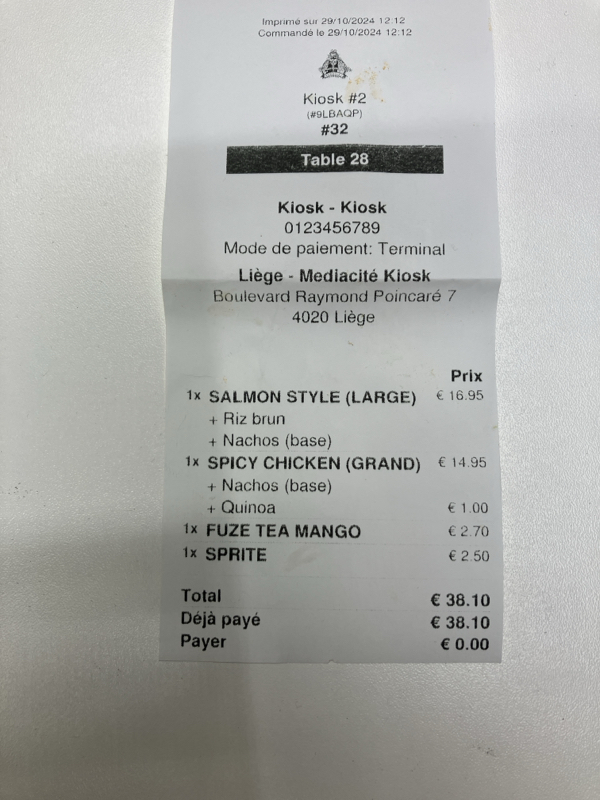 Imprimé sur 29/10/2024 12:12
Commandé le 29/10/2024 12:12
Kiosk #2
(#9LBAQP)
#32
Table 28
Kiosk - Kiosk
0123456789
Mode de paiement: Terminal
Liège - Mediacité Kiosk
Boulevard Raymond Poincaré 7
4020 Liège
Prix
1x SALMON STYLE (LARGE) € 16.95
+ Riz brun
+ Nachos (base)
1x SPICY CHICKEN (GRAND) € 14.95
+ Nachos (base)
+ Quinoa € 1.00
1x FUZE TEA MANGO € 2.70
1x SPRITE € 2.50
Total € 38.10
Déjà payé € 38.10
Payer € 0.00